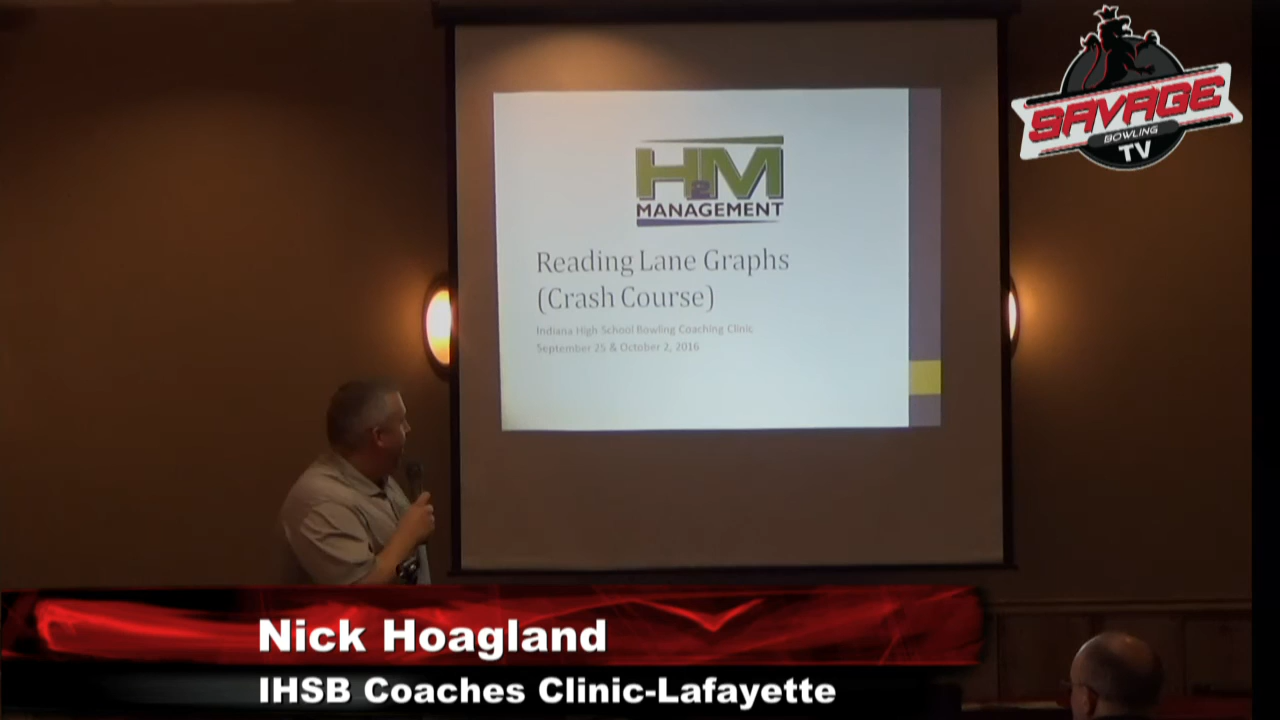 SAVAGE
BOWLING
TV
H2M
MANAGEMENT
Reading Lane Graphs
(Crash Course)
Indiana High School Bowling Coaching Clinic
September 25 & October 2, 2016
Nick Hoagland
IHSB Coaches Clinic-Lafayette